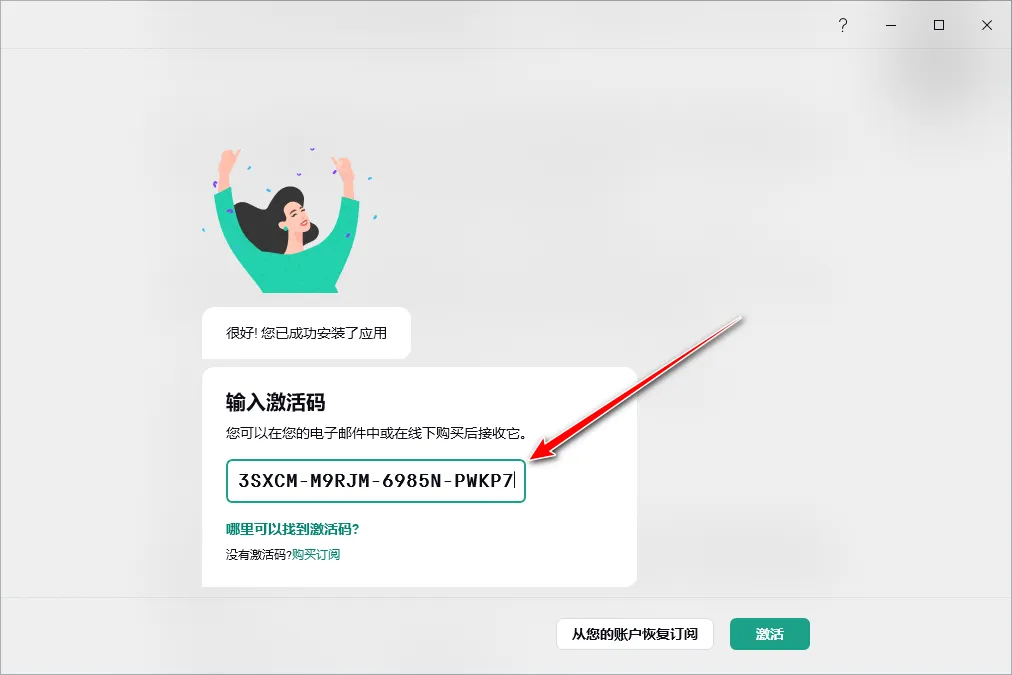 ?
很好! 您已成功安装了应用
输入激活码
您可以在您的电子邮件中或在线下购买后接收它。
3SXCM-M9RJM-6985N-PWKP7
哪里可以找到激活码?
没有激活码?购买订阅
从您的账户恢复订阅
激活